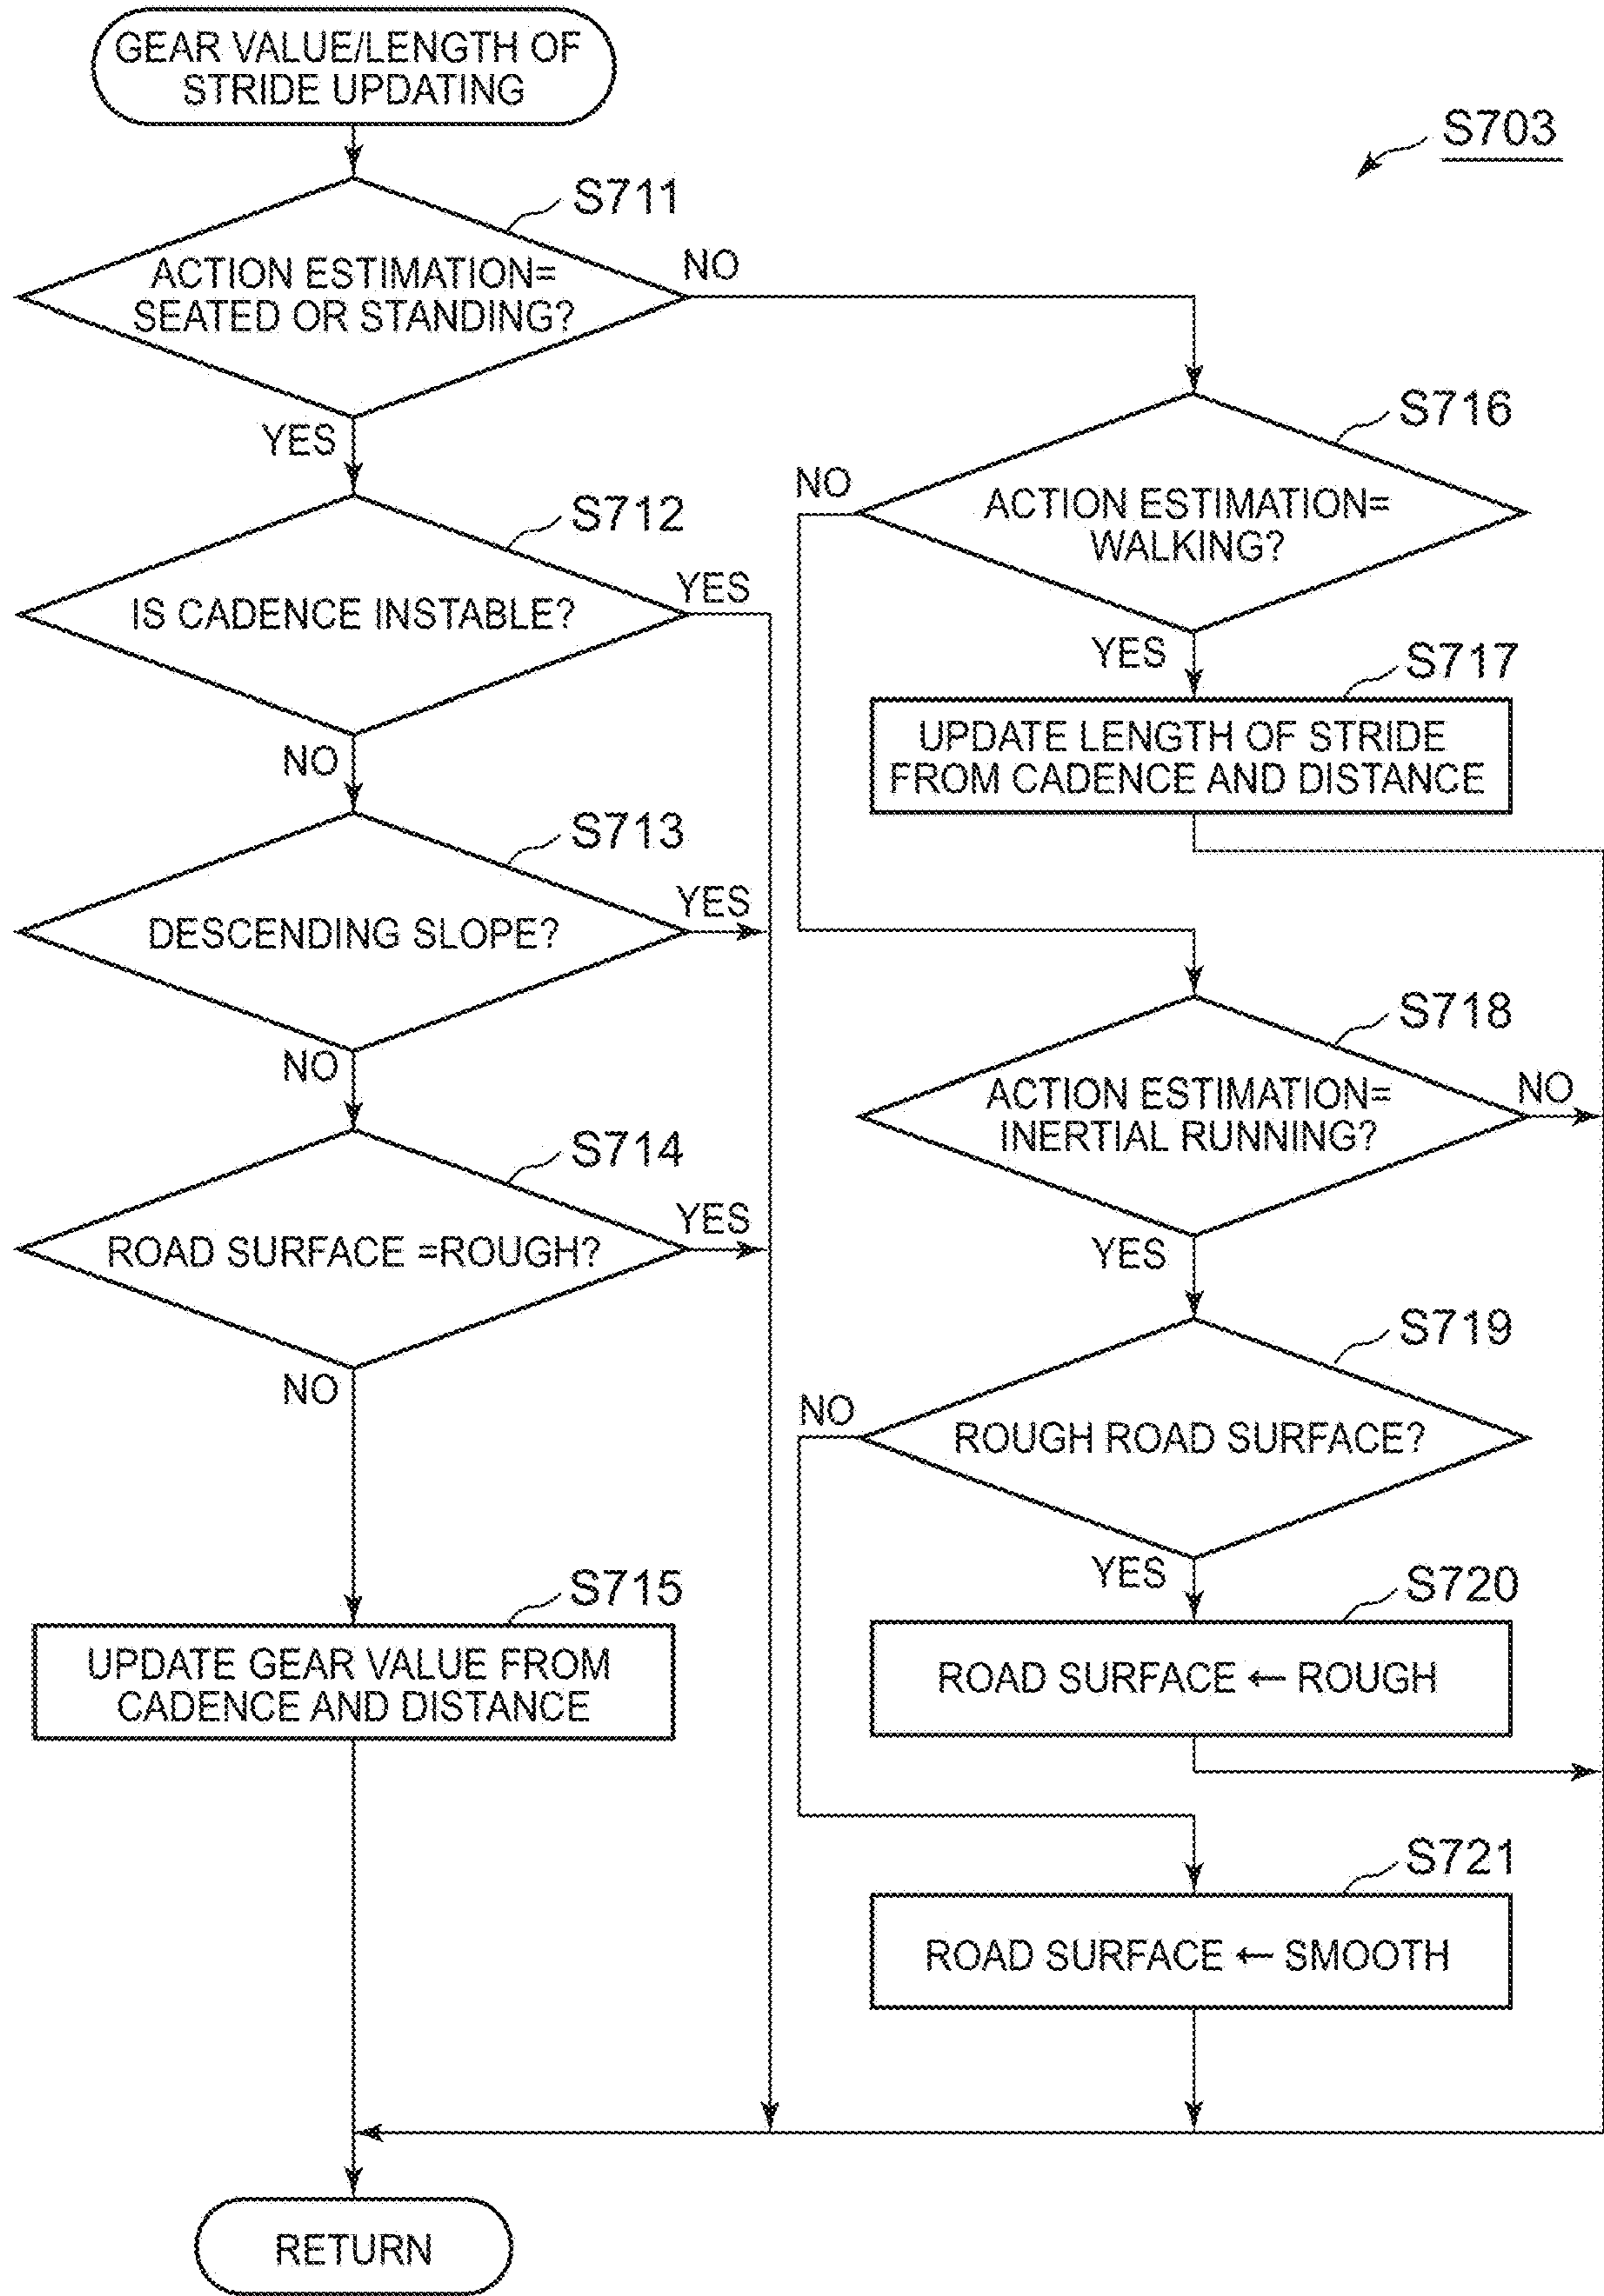 GEAR VALUE/LENGTH OF
STRIDE UPDATING
S703
S711
ACTION ESTIMATION=
SEATED OR STANDING?
NO
YES
S712
IS CADENCE INSTABLE?
YES
NO
S713
DESCENDING SLOPE?
YES
NO
S714
ROAD SURFACE =ROUGH?
YES
NO
S715
UPDATE GEAR VALUE FROM
CADENCE AND DISTANCE
S716
NO
ACTION ESTIMATION=
WALKING?
YES
S717
UPDATE LENGTH OF STRIDE
FROM CADENCE AND DISTANCE
S718
ACTION ESTIMATION=
INERTIAL RUNNING?
NO
YES
S719
NO
ROUGH ROAD SURFACE?
YES
S720
ROAD SURFACE ← ROUGH
S721
ROAD SURFACE ← SMOOTH
RETURN